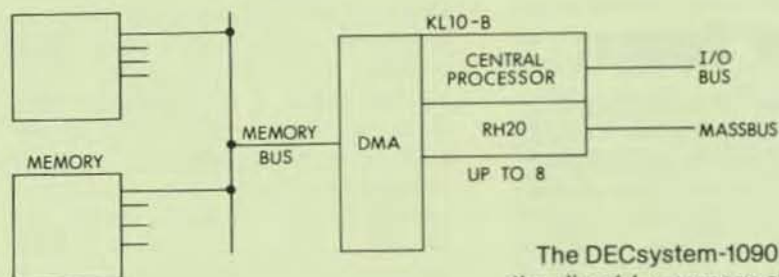 KL10-B
CENTRAL
PROCESSOR
I/O
BUS
MEMORY
BUS
DMA
RH20
MASSBUS
MEMORY
UP TO 8
The DECsystem-1090